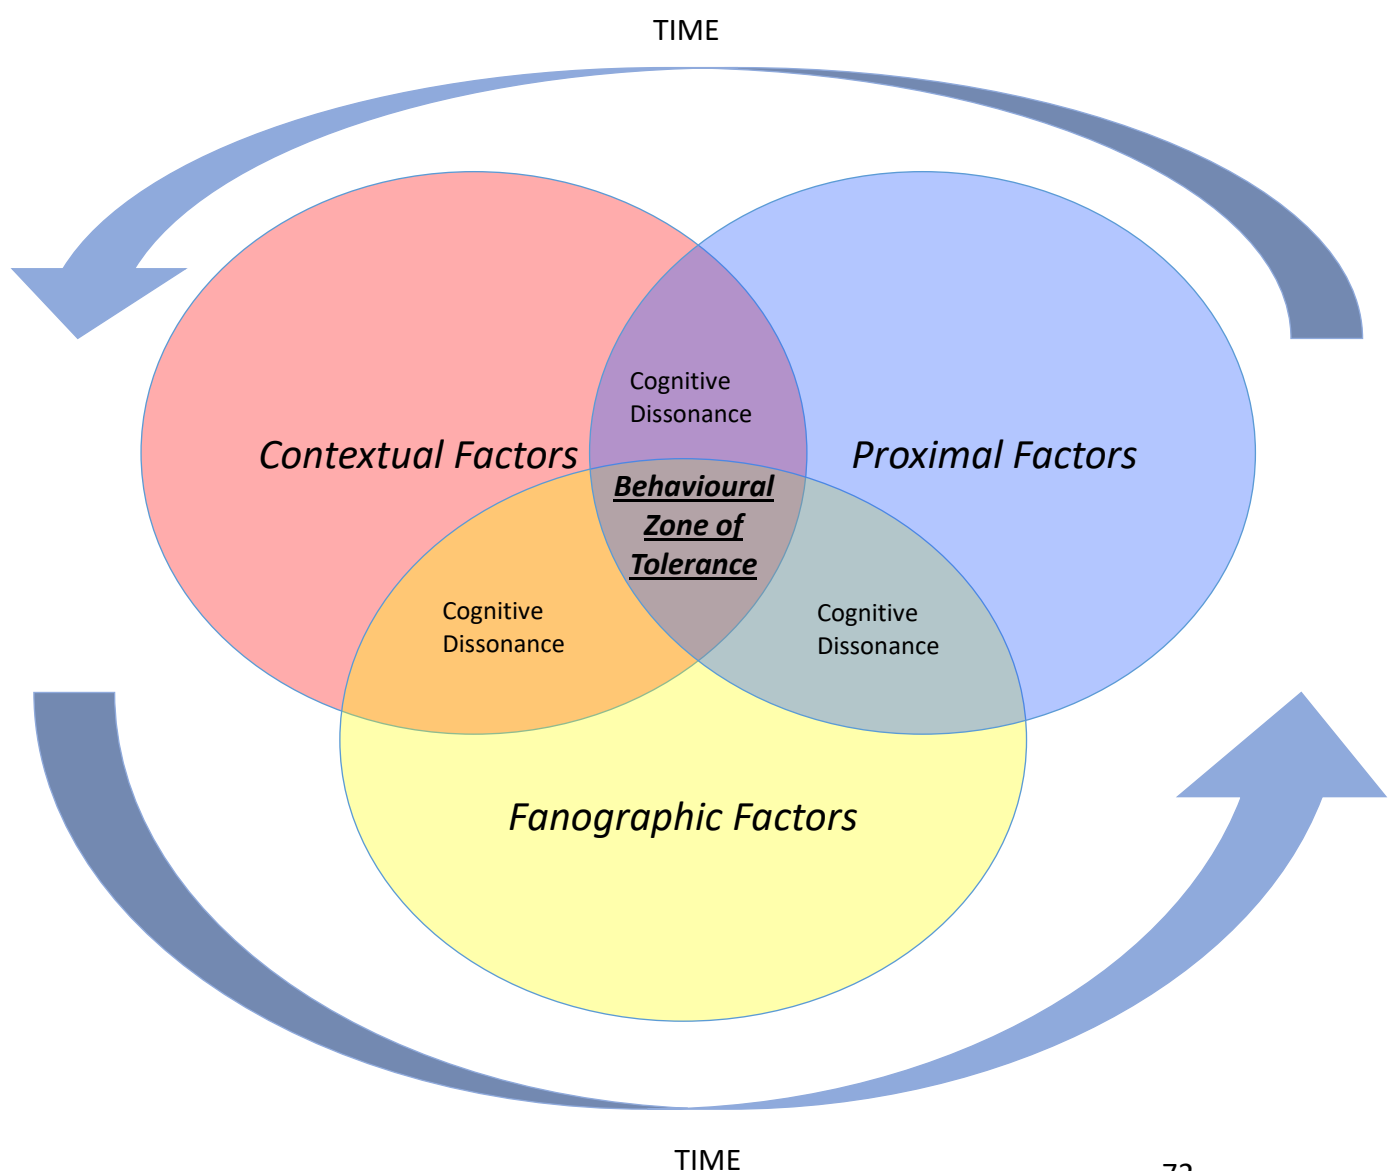 TIME
Cognitive
Dissonance
Contextual Factors
Proximal Factors
Behavioural
Zone of
Tolerance
Cognitive
Dissonance
Cognitive
Dissonance
Fanographic Factors
TIME